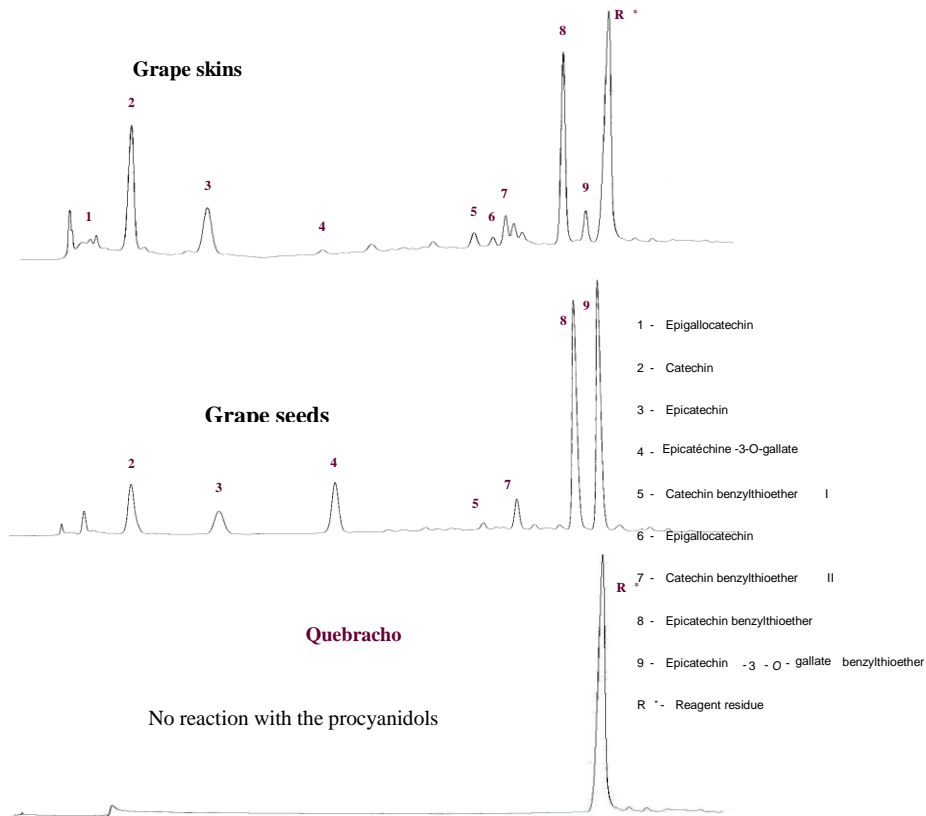 R *
8
Grape skins
2
3
7
9
1
5
6
4
9
8
1 - Epigallocatechin
2 - Catechin
3 - Epicatechin
Grape seeds
4 - Epicatéchine -3-O-gallate
2
4
3
7
5
5 - Catechin benzylthioether I
6 - Epigallocatechin
7 - Catechin benzylthioether II
R *
8 - Epicatechin benzylthioether
Quebracho
9 - Epicatechin -3 - O - gallate benzylthioether
R * - Reagent residue
No reaction with the procyanidols